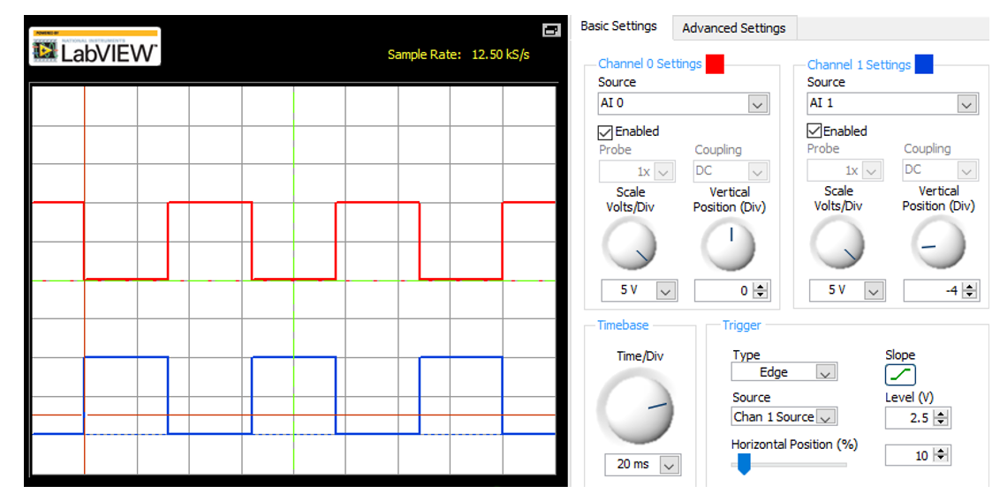 POWERED BY
NATIONAL INSTRUMENTS
LabVIEW™
Sample Rate: 12.50 kS/s
Basic Settings
Advanced Settings
Channel 0 Settings
Source
AI 0
Enabled
Probe
Coupling
1x
DC
Scale
Volts/Div
Vertical
Position (Div)
5 V
0
Channel 1 Settings
Source
AI 1
Enabled
Probe
Coupling
1x
DC
Scale
Volts/Div
Vertical
Position (Div)
5 V
-4
Timebase
Time/Div
20 ms
Trigger
Type
Edge
Slope
Source
Chan 1 Source
Level (V)
2.5
Horizontal Position (%)
10